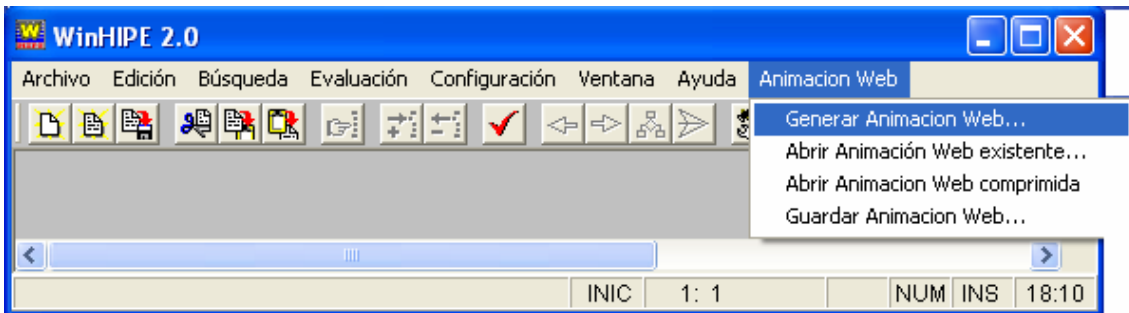 WinHIPE 2.0
Archivo Edición Búsqueda Evaluación Configuración Ventana Ayuda Animacion Web
Generar Animacion Web...
Abrir Animación Web existente...
Abrir Animacion Web comprimida
Guardar Animacion Web...
INIC 1: 1 NUM INS 18:10